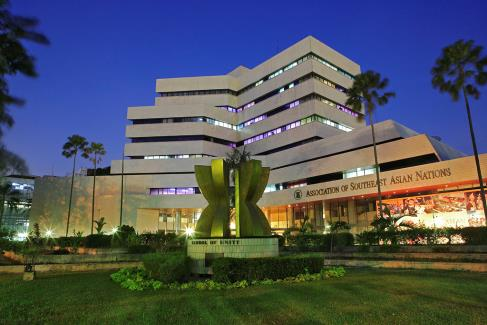 ASSOCIATION OF SOUTHEAST ASIAN NATIONS
SYMBOL OF UNITY